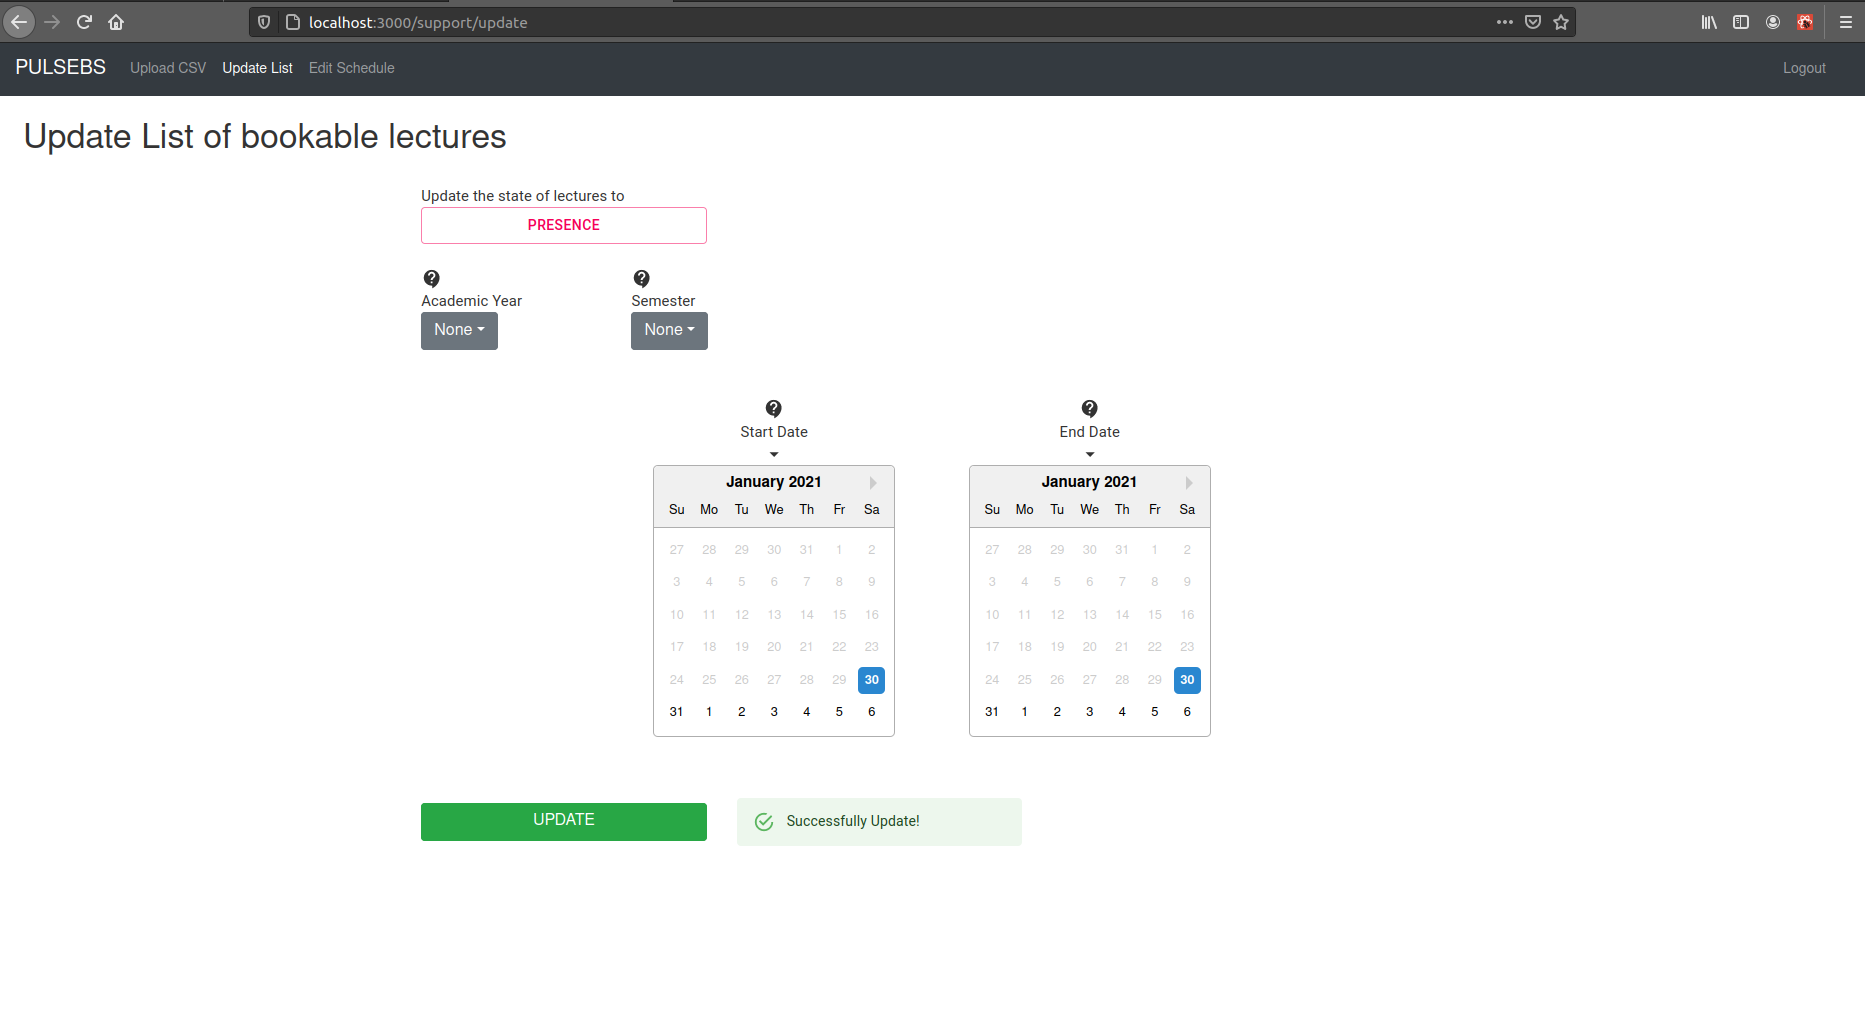 localhost:3000/support/update
PULSEBS Upload CSV Update List Edit Schedule Logout
Update List of bookable lectures
Update the state of lectures to
PRESENCE
Academic Year Semester
None None
Start Date End Date
January 2021 January 2021
Su Mo Tu We Th Fr Sa Su Mo Tu We Th Fr Sa
27 28 29 30 31 1 2 27 28 29 30 31 1 2
3 4 5 6 7 8 9 3 4 5 6 7 8 9
10 11 12 13 14 15 16 10 11 12 13 14 15 16
17 18 19 20 21 22 23 17 18 19 20 21 22 23
24 25 26 27 28 29 30 24 25 26 27 28 29 30
31 1 2 3 4 5 6 31 1 2 3 4 5 6
UPDATE Successfully Update!